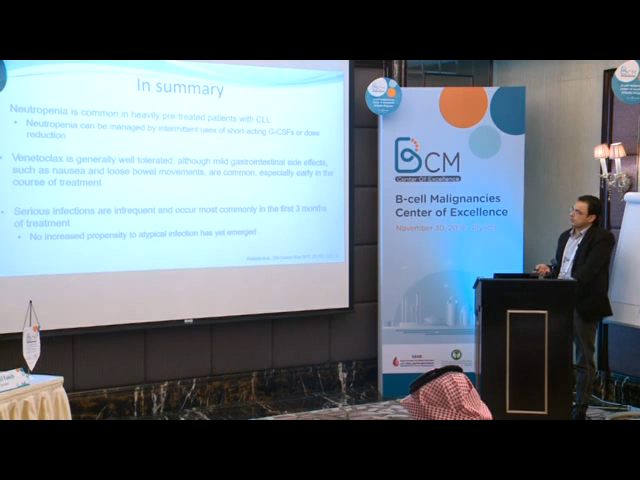 In summary
Neutropenia is common in heavily pre-treated patients with CLL
• Neutropenia can be managed by intermittent uses of short-acting G-CSFs or dose
reduction
• Venetoclax is generally well tolerated, although mild gastrointestinal side effects,
such as nausea and loose bowel movements, are common, especially early in the
course of treatment
• Serious infections are infrequent and occur most commonly in the first 3 months
of treatment
• No increased propensity to atypical infection has yet emerged
BCM
Center Of Excellence
B-cell Malignancies
Center of Excellence
November 30,
BCM
BCM